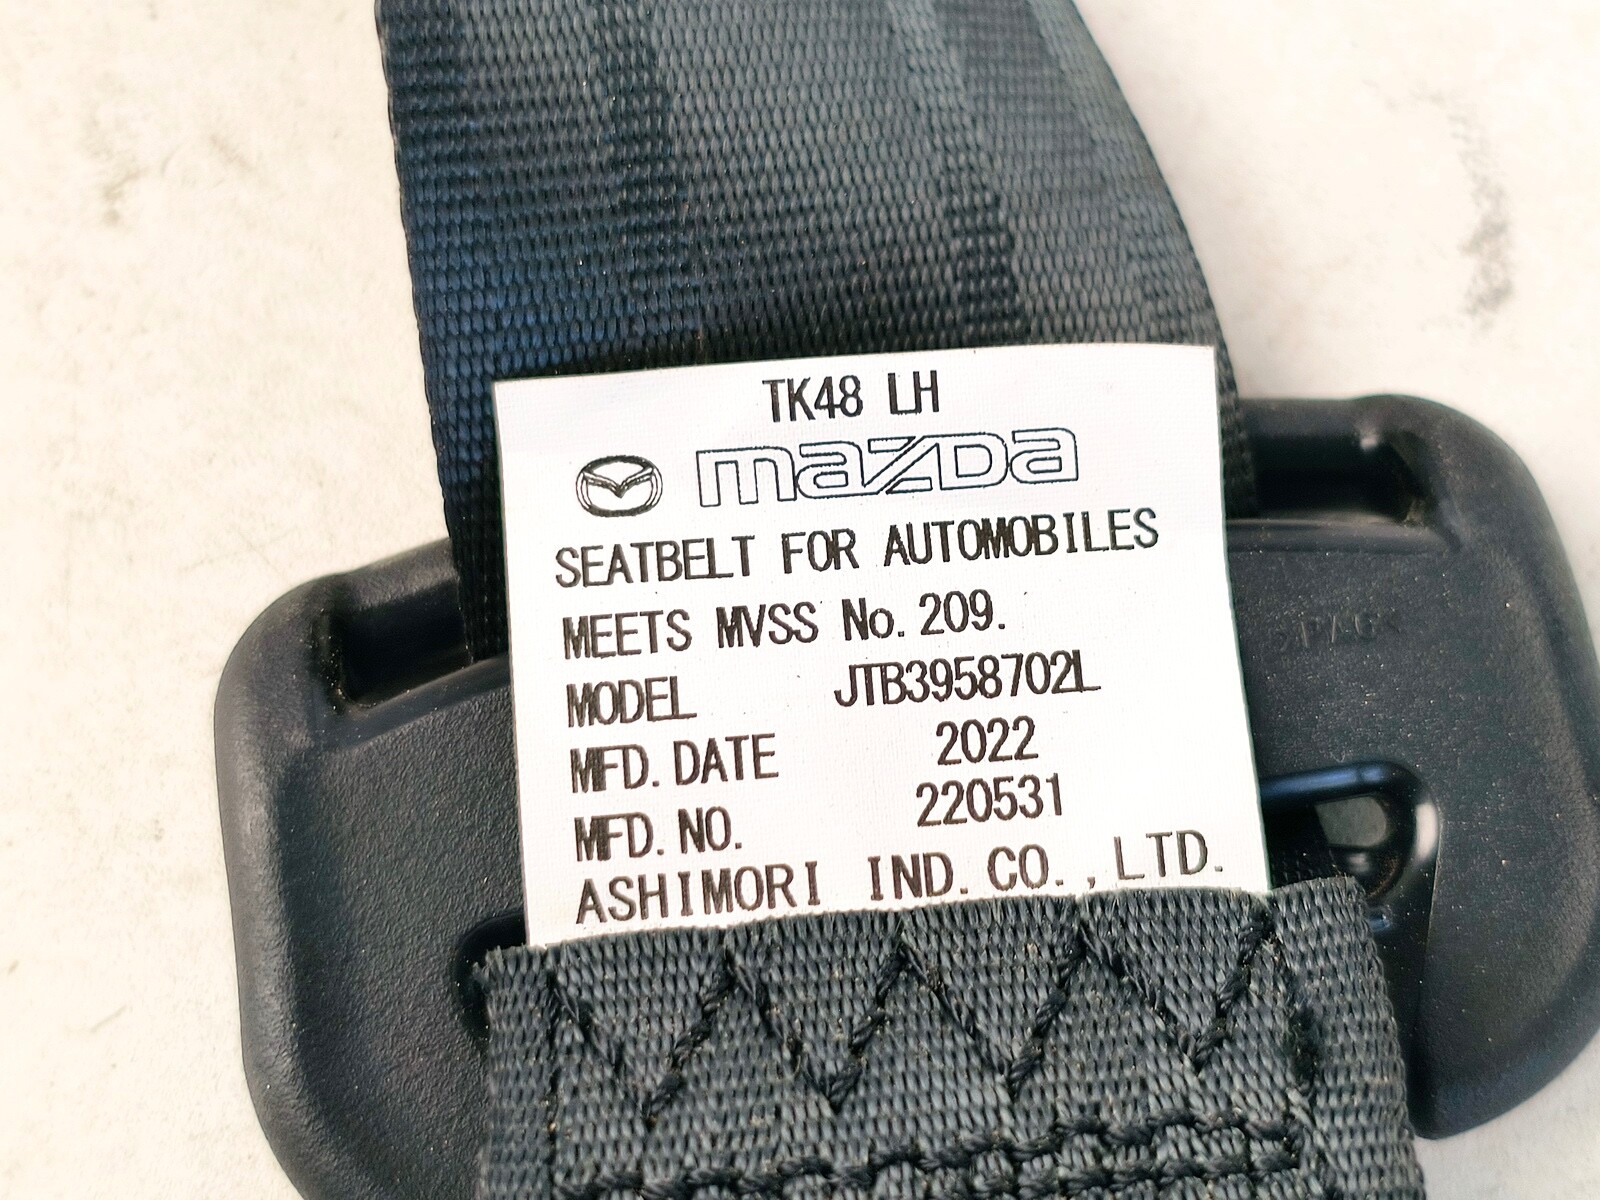 TK48 LH
mazda
SEATBELT FOR AUTOMOBILES
MEETS MVSS No. 209.
MODEL JTB3958702L
MFD. DATE 2022
MFD. NO. 220531
ASHIMORI IND. CO., LTD.
>PA6<